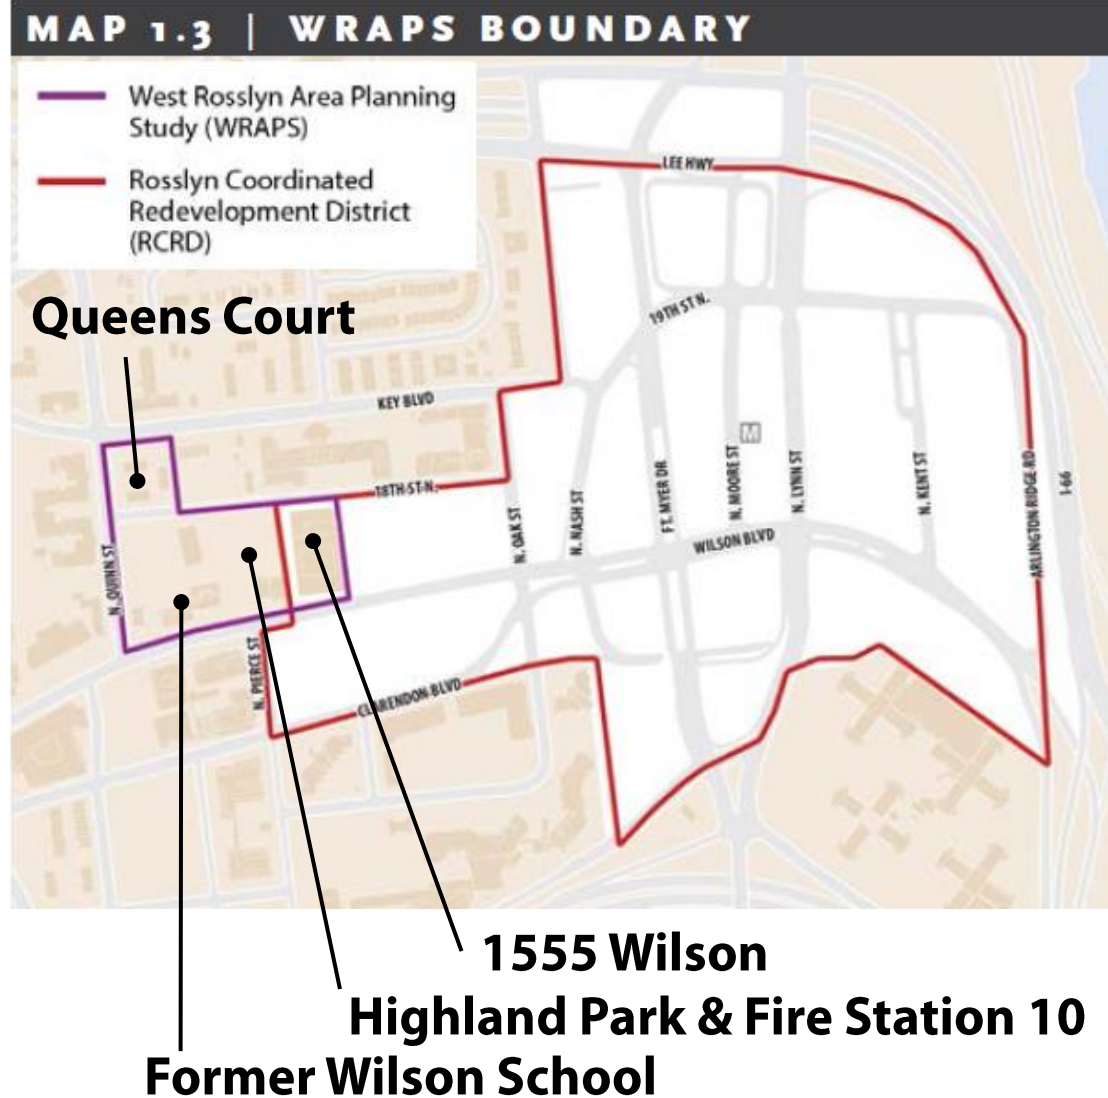 MAP 1.3 | WRAPS BOUNDARY
West Rosslyn Area Planning
Study (WRAPS)
Rosslyn Coordinated
Redevelopment District
(RCRD)
LEE HWY
Queens Court
19TH ST N.
KEY BLVD
M
18TH ST N.
N. OAK ST
N. NASH ST
FT. MYER DR
N. MOORE ST
N. LYNN ST
N. KENT ST
ARLINGTON RIDGE RD
I-66
WILSON BLVD
N. QUINN ST
N. PIERCE ST
CLARENDON BLVD
1555 Wilson
Highland Park & Fire Station 10
Former Wilson School